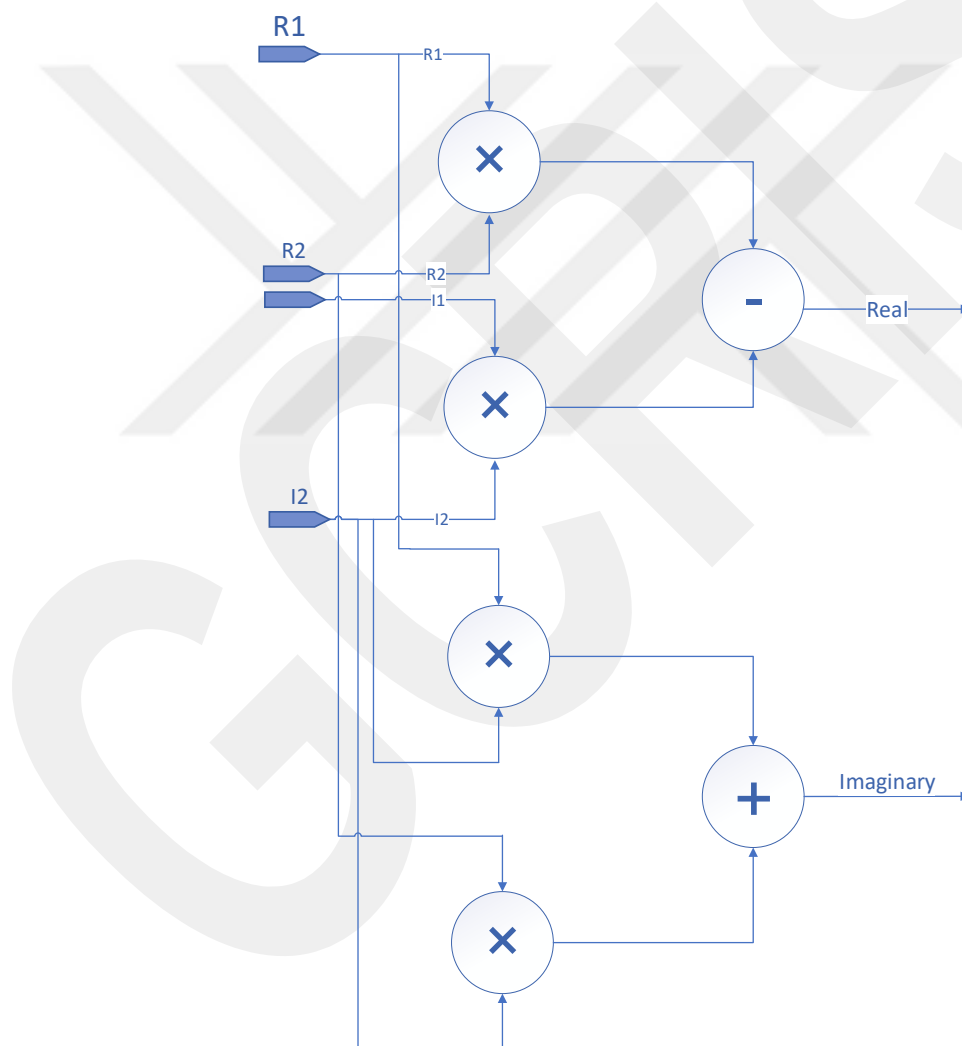 R1
R1
×
R2
R2
I1
-
Real
×
I2
I2
×
Imaginary
+
×